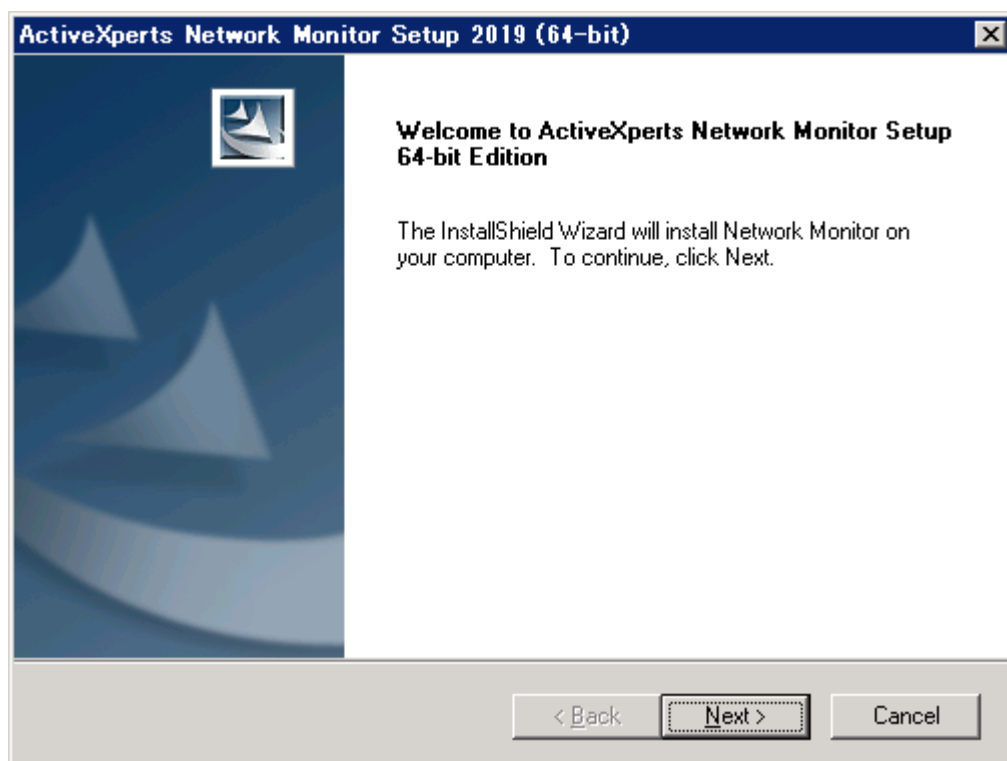 ActiveXperts Network Monitor Setup 2019 (64-bit)
Welcome to ActiveXperts Network Monitor Setup
64-bit Edition
The InstallShield Wizard will install Network Monitor on
your computer.  To continue, click Next.
< Back
Next >
Cancel